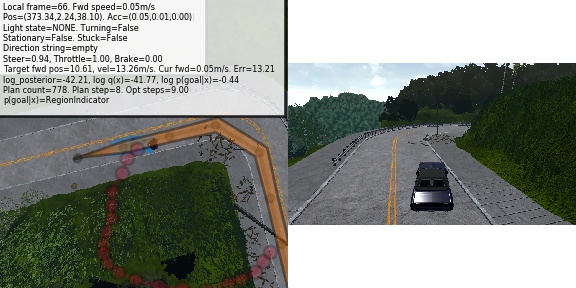 Local frame=66. Fwd speed=0.05m/s
Pos=(373.34,2.24,38.10). Acc=(0.05,0.01,0.00)
Light state=NONE. Turning=False
Stationary=False. Stuck=False
Direction string=empty
Steer=0.94, Throttle=1.00, Brake=0.00
Target fwd pos=10.61, vel=13.26m/s. Cur fwd=0.05m/s. Err=13.21
log_posterior=-42.21, log q(x)=-41.77, log p(goal|x)=-0.44
Plan count=778. Plan step=8. Opt steps=9.00
p(goal|x)=RegionIndicator